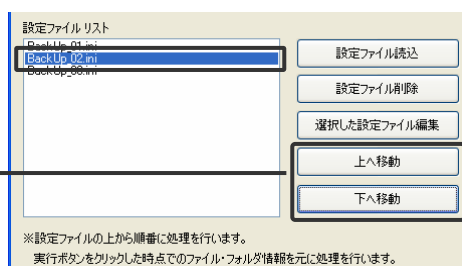 設定ファイル リスト
BackUp_01.ini
BackUp_02.ini
BackUp_03.ini
設定ファイル読込
設定ファイル削除
選択した設定ファイル編集
上へ移動
下へ移動
※設定ファイルの上から順番に処理を行います。
実行ボタンをクリックした時点でのファイル・フォルダ情報を元に処理を行います。